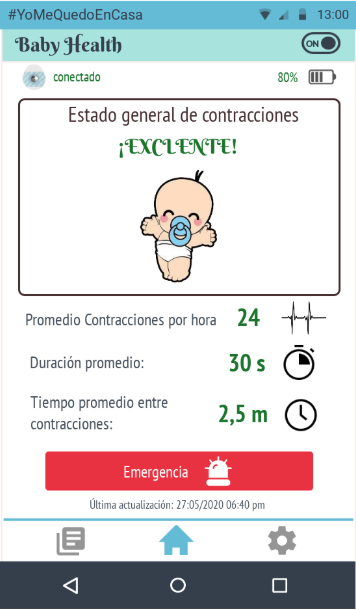 #YoMeQuedoEnCasa 13:00
Baby Health ON
conectado 80%
Estado general de contracciones
¡EXCLENTE!
Promedio Contracciones por hora 24
Duración promedio: 30 s
Tiempo promedio entre
contracciones: 2,5 m
Emergencia
Última actualización: 27:05/2020 06:40 pm